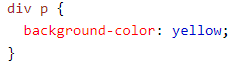 div p {
  background-color: yellow;
}